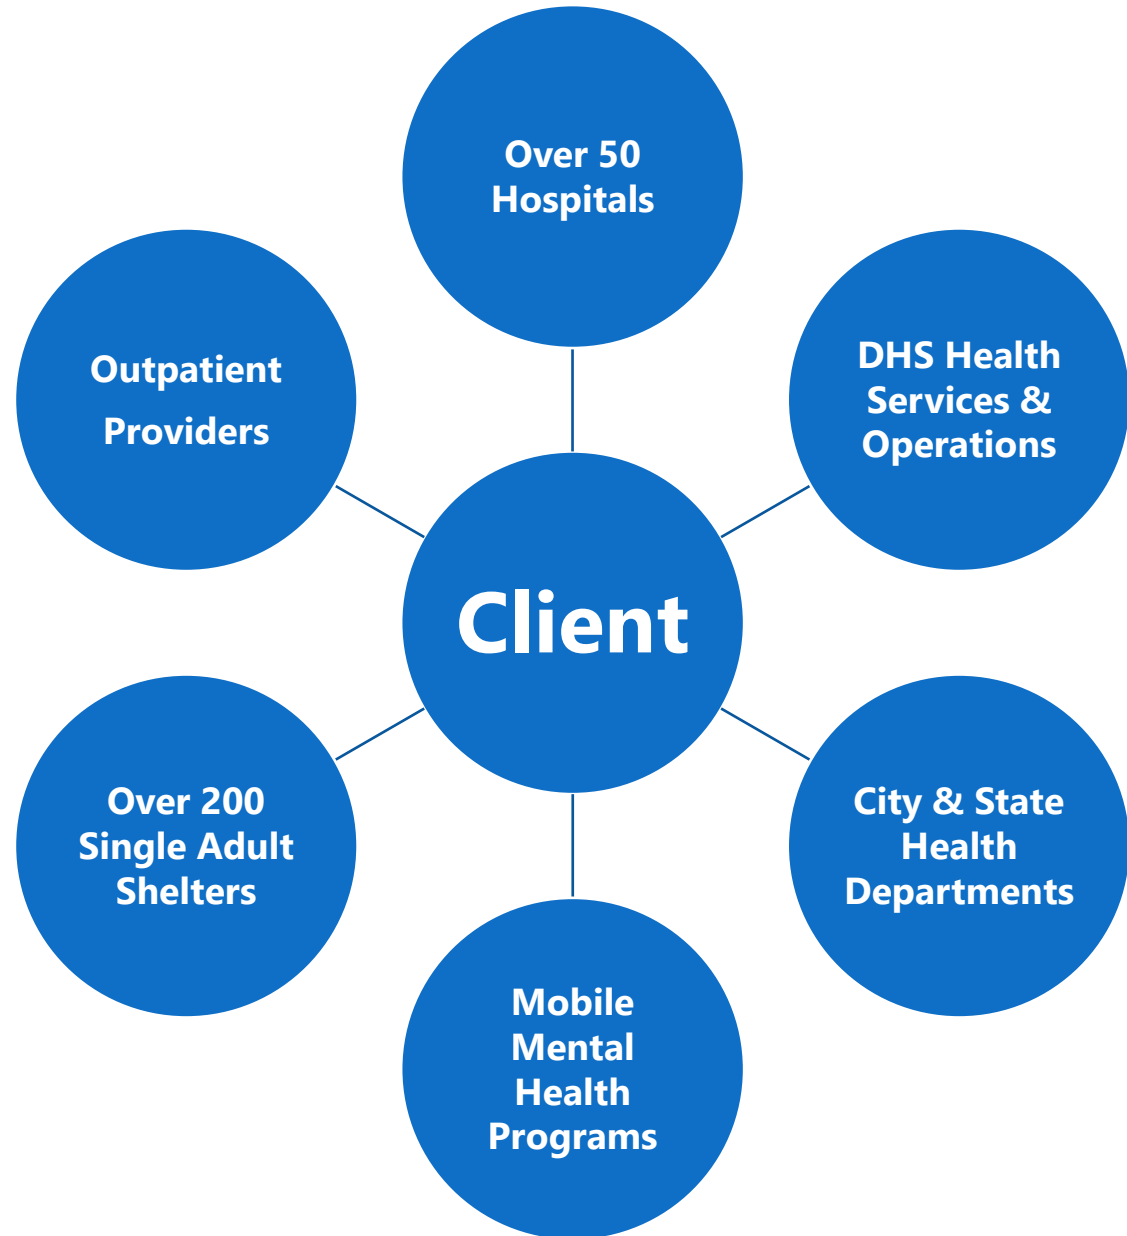 Over 50
Hospitals
Outpatient
Providers
DHS Health
Services &
Operations
Client
Over 200
Single Adult
Shelters
City & State
Health
Departments
Mobile
Mental
Health
Programs